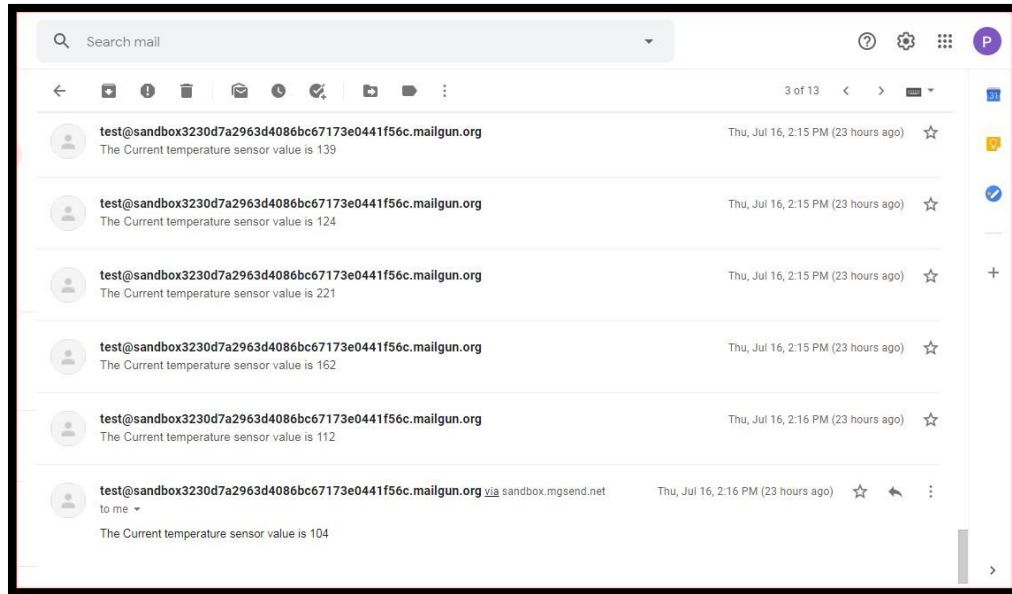 Search mail
P
3 of 13
31
test@sandbox3230d7a2963d4086bc67173e0441f56c.mailgun.org Thu, Jul 16, 2:15 PM (23 hours ago)
The Current temperature sensor value is 139
test@sandbox3230d7a2963d4086bc67173e0441f56c.mailgun.org Thu, Jul 16, 2:15 PM (23 hours ago)
The Current temperature sensor value is 124
test@sandbox3230d7a2963d4086bc67173e0441f56c.mailgun.org Thu, Jul 16, 2:15 PM (23 hours ago)
The Current temperature sensor value is 221
test@sandbox3230d7a2963d4086bc67173e0441f56c.mailgun.org Thu, Jul 16, 2:15 PM (23 hours ago)
The Current temperature sensor value is 162
test@sandbox3230d7a2963d4086bc67173e0441f56c.mailgun.org Thu, Jul 16, 2:16 PM (23 hours ago)
The Current temperature sensor value is 112
test@sandbox3230d7a2963d4086bc67173e0441f56c.mailgun.org via sandbox.mgsend.net Thu, Jul 16, 2:16 PM (23 hours ago)
to me
The Current temperature sensor value is 104